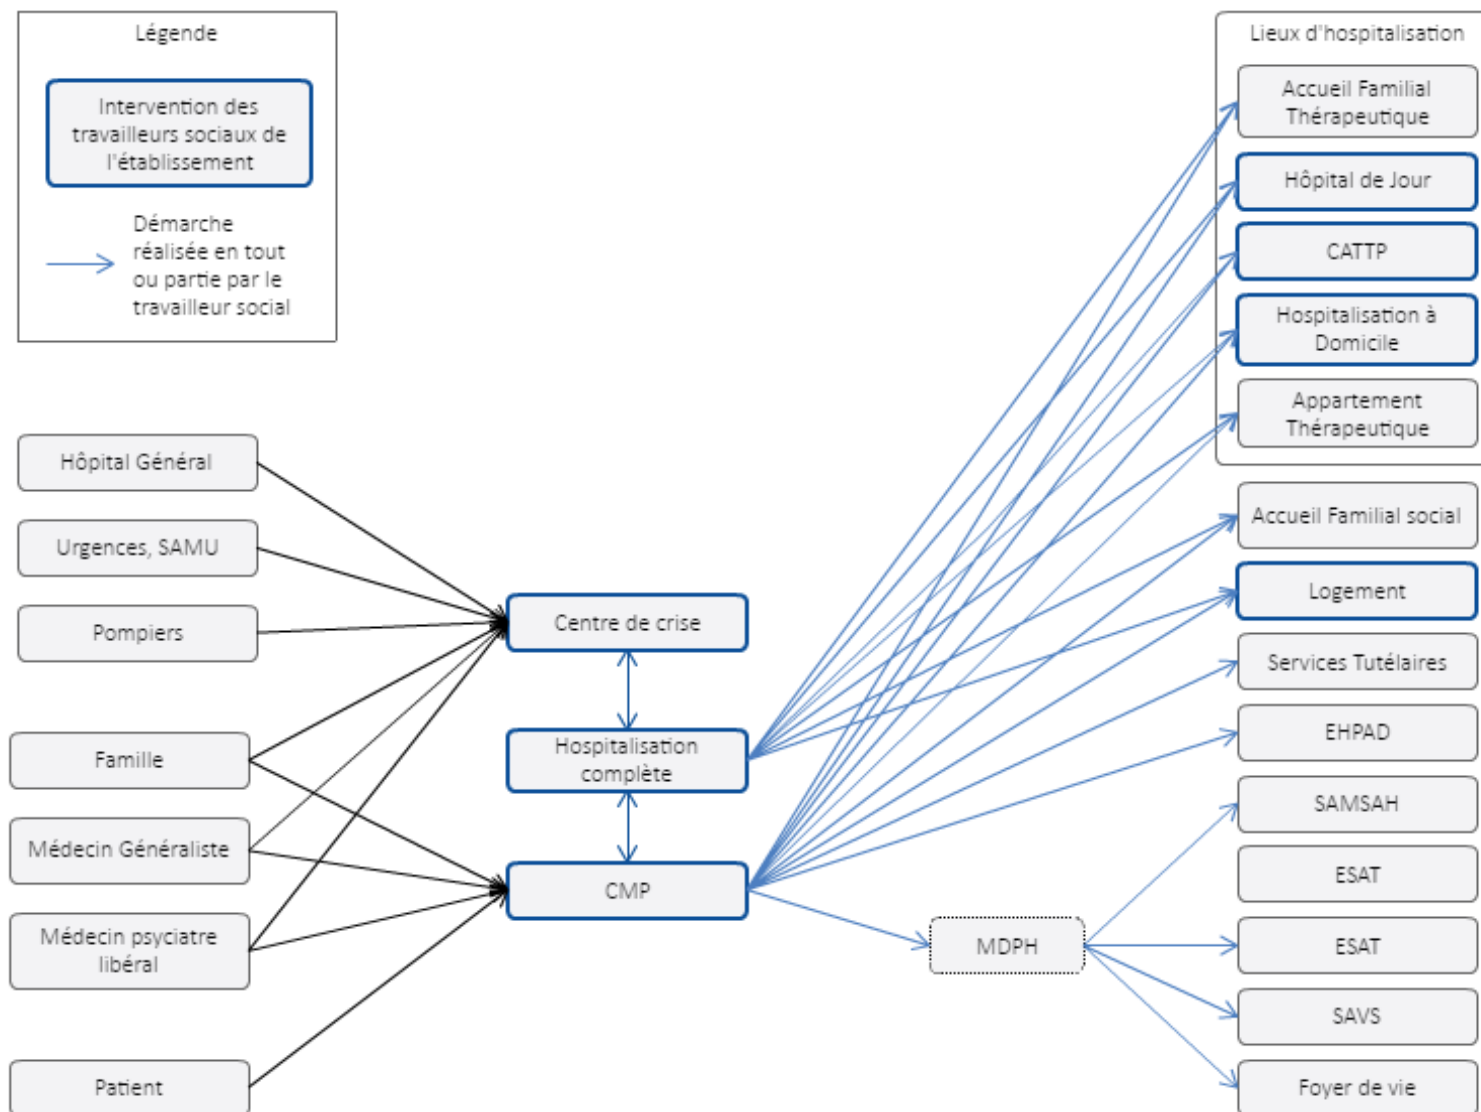 Légende
Intervention des
travailleurs sociaux de
l'établissement
Démarche
réalisée en tout
ou partie par le
travailleur social
Hôpital Général
Urgences, SAMU
Pompiers
Famille
Médecin Généraliste
Médecin psyciatre
libéral
Patient
Centre de crise
Hospitalisation
complète
CMP
MDPH
Lieux d'hospitalisation
Accueil Familial
Thérapeutique
Hôpital de Jour
CATTP
Hospitalisation à
Domicile
Appartement
Thérapeutique
Accueil Familial social
Logement
Services Tutélaires
EHPAD
SAMSAH
ESAT
ESAT
SAVS
Foyer de vie